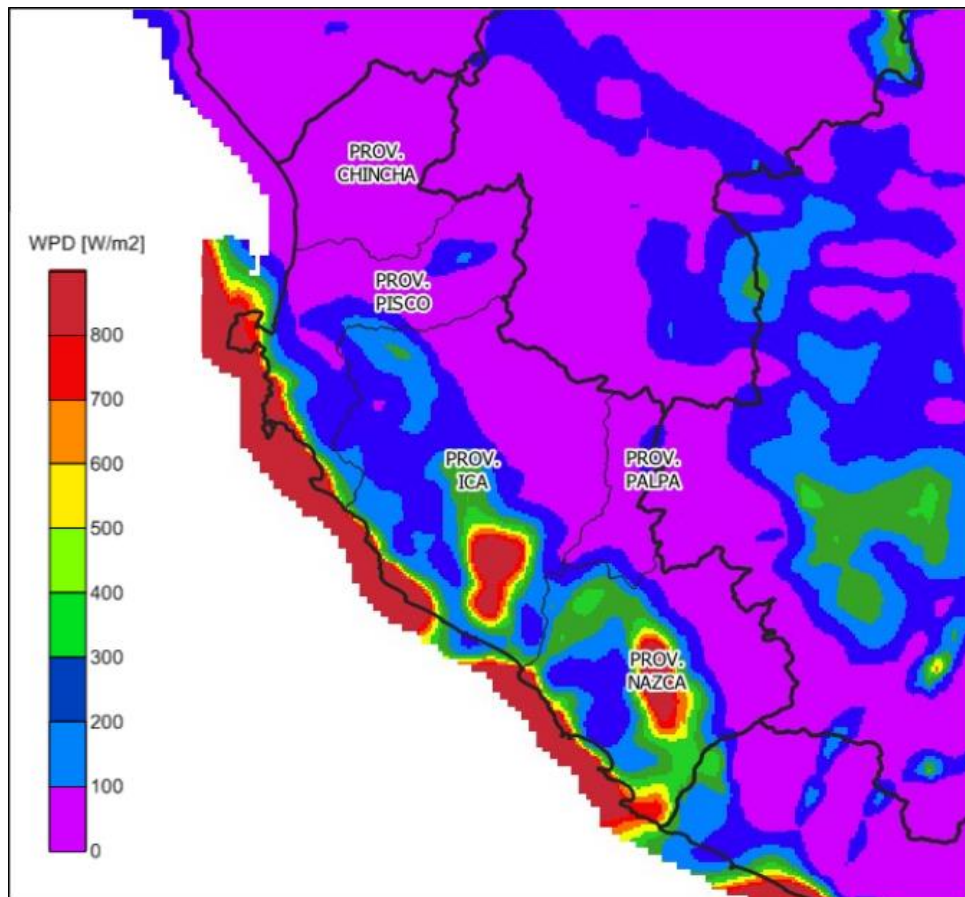 PROV.
CHINCHA
WPD [W/m2]
PROV.
PISCO
800
700
600
500
400
300
200
100
0
PROV.
ICA
PROV.
PALPA
PROV.
NAZCA